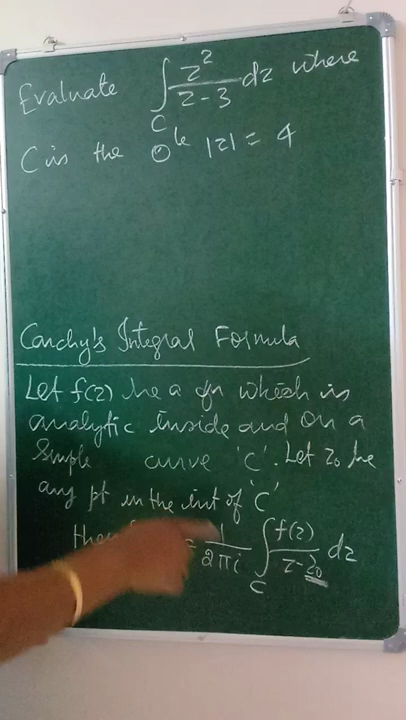 Evaluate ∫_C z²/(z-3) dz where
C is the ⊙le |z| = 4
Cauchy's Integral Formula
Let f(z) be a fn which is
analytic inside and on a
Simple curve 'C'. Let z₀ be
any pt in the int of 'C'
then = 1/(2πi) ∫_C f(z)/(z-z₀) dz